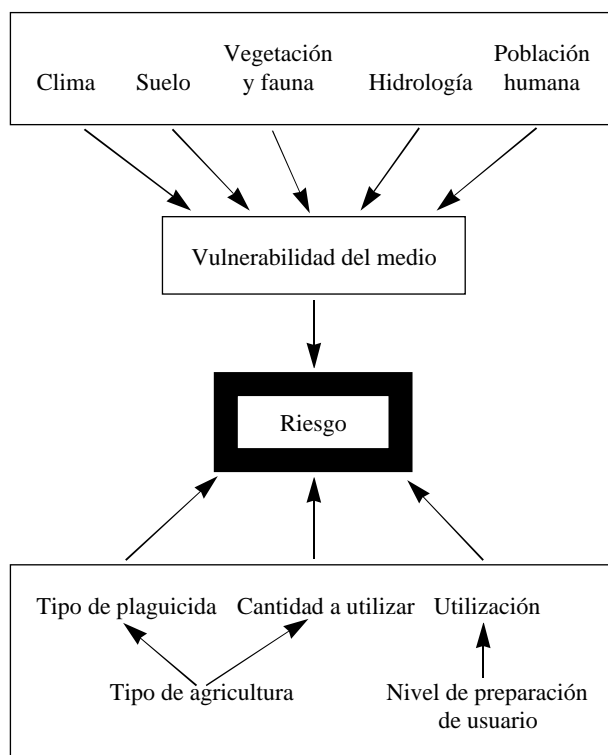 Clima
Suelo
Vegetación
y fauna
Hidrología
Población
humana
Vulnerabilidad del medio
Riesgo
Tipo de plaguicida
Cantidad a utilizar
Utilización
Tipo de agricultura
Nivel de preparación
de usuario